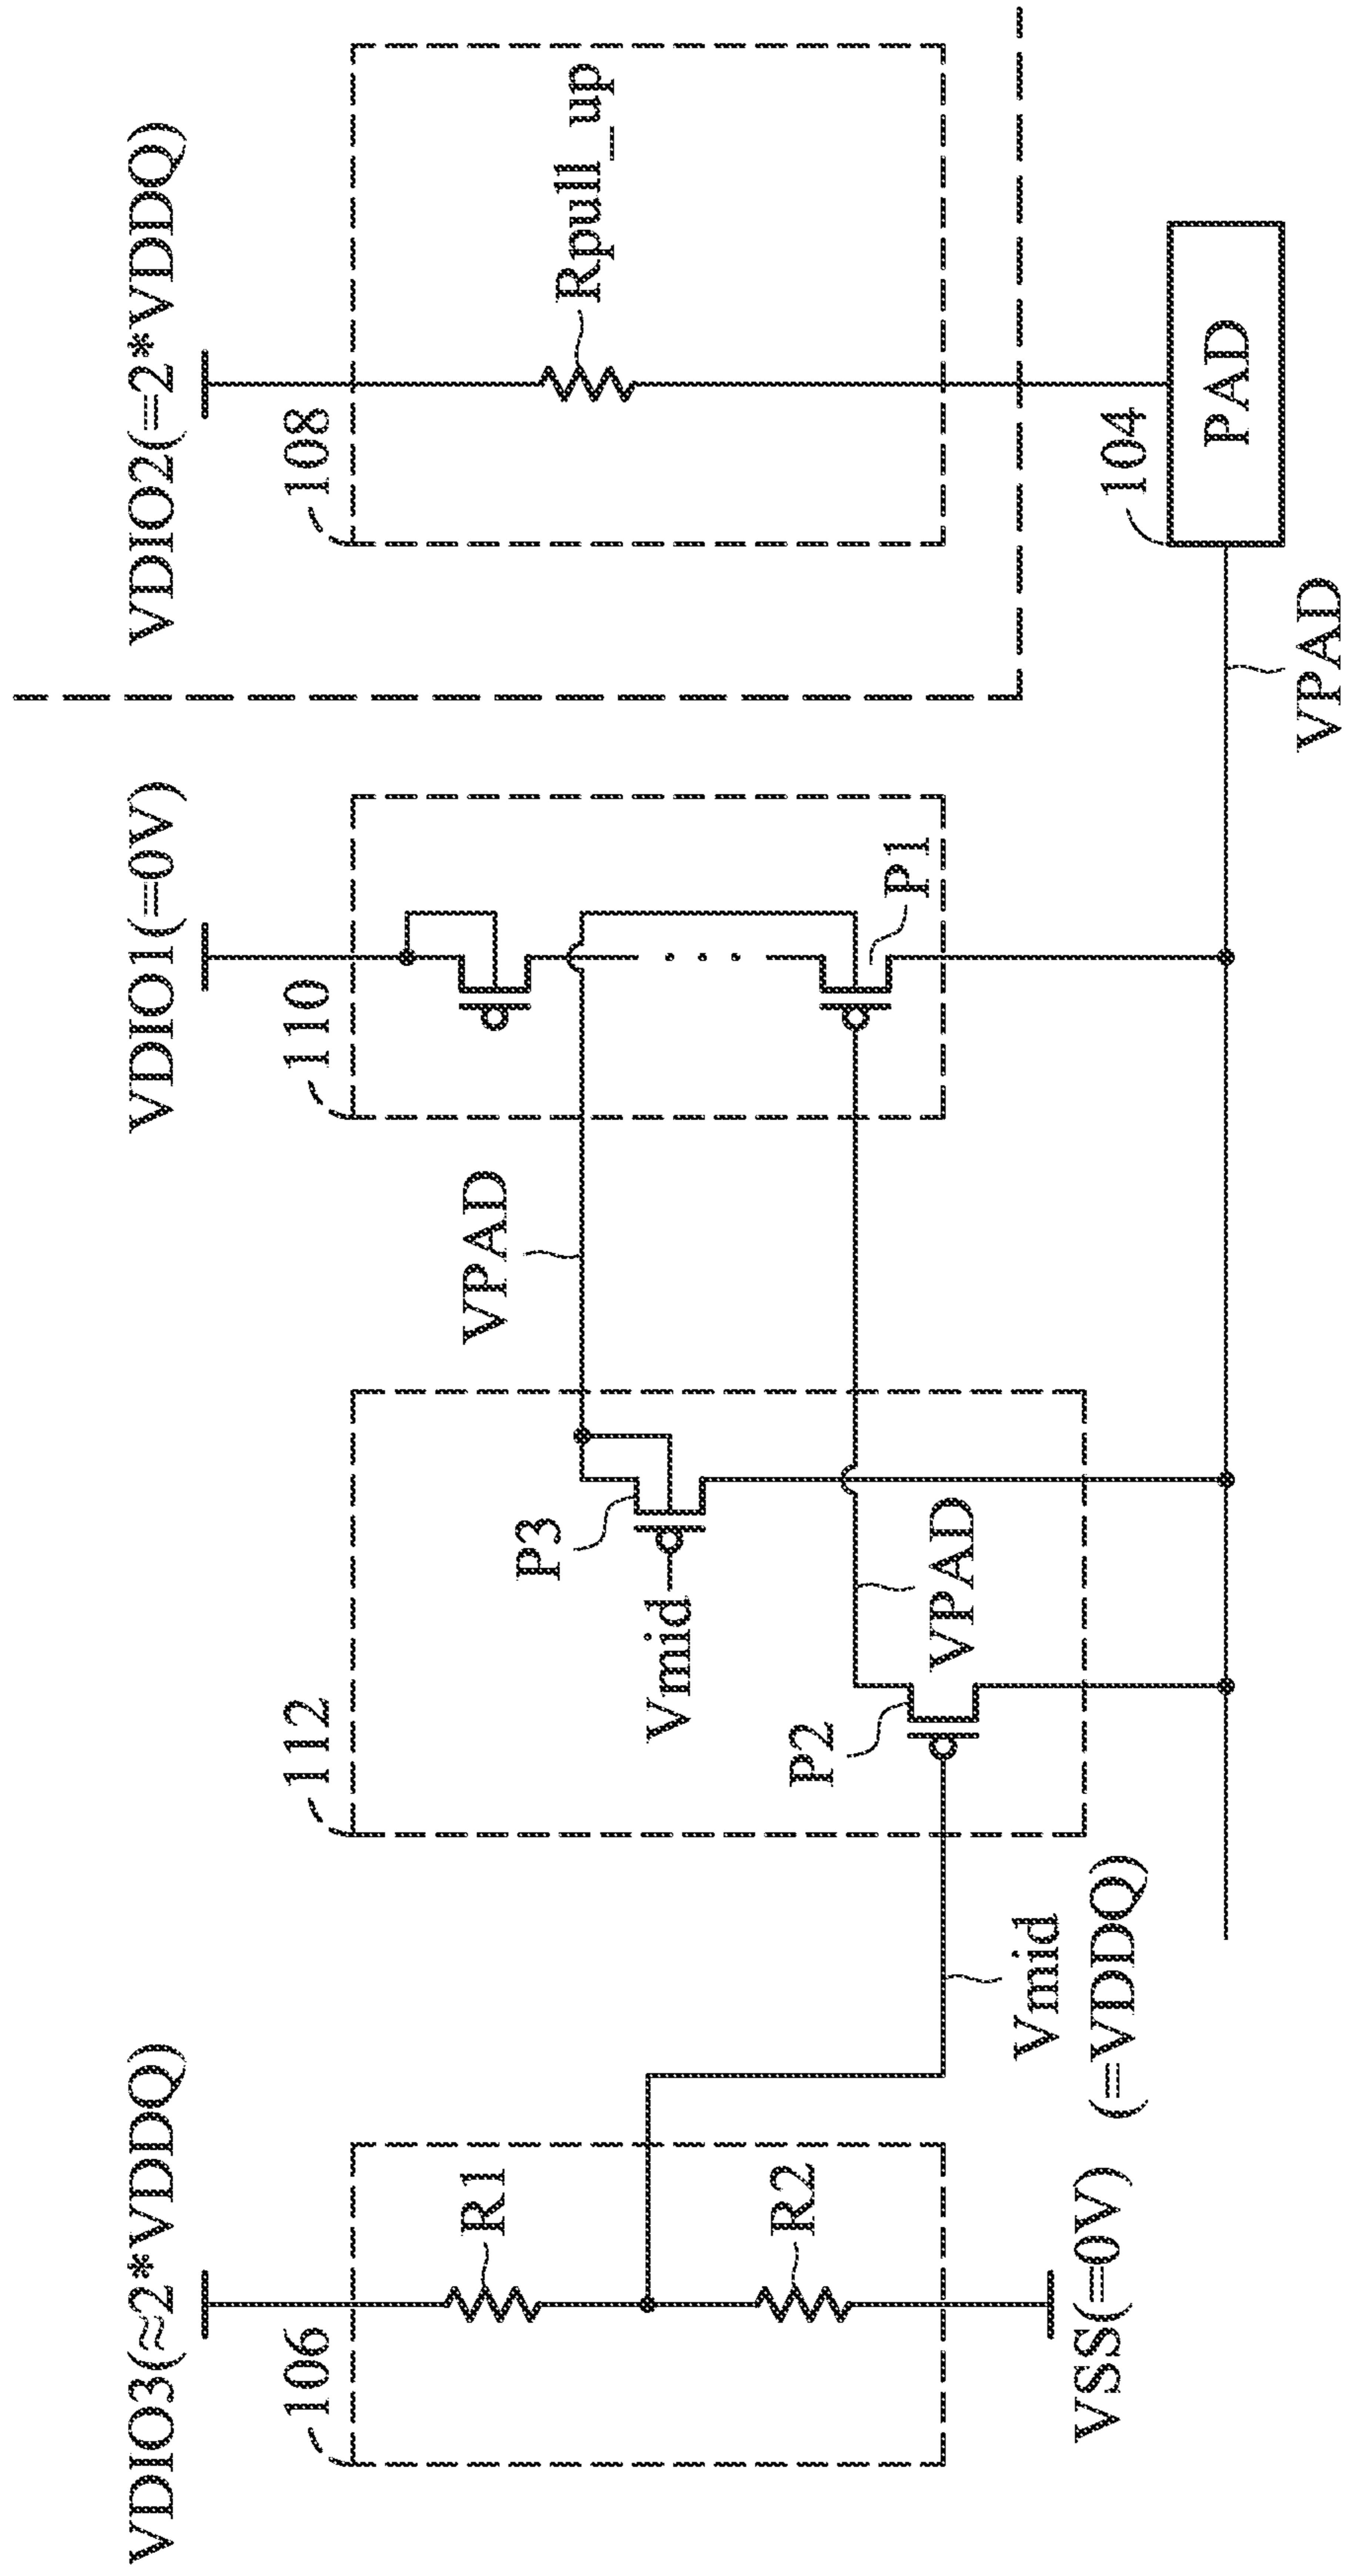 VDIO3(≈2*VDDQ)
VDIO1(=0V)
VDIO2(=2*VDDQ)
106
112
110
108
R1
P3
VPAD
Rpull_up
Vmid
R2
P2
VPAD
P1
Vmid
(=VDDQ)
VSS(=0V)
104
PAD
VPAD